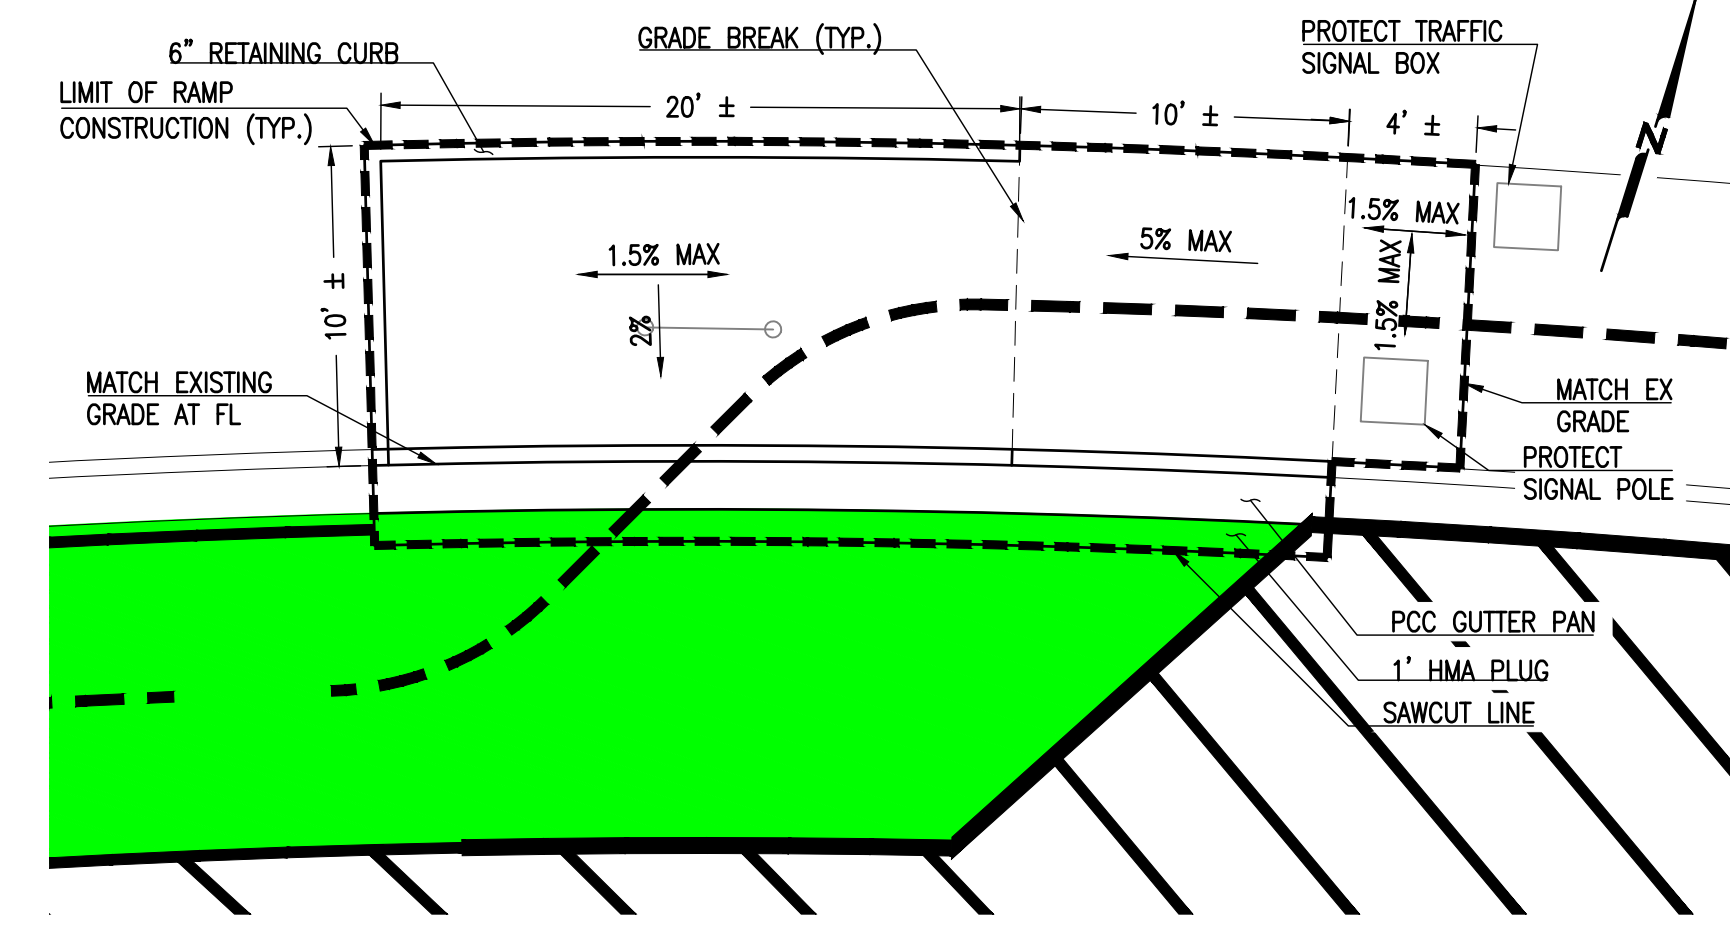 6” RETAINING CURB
GRADE BREAK (TYP.)
PROTECT TRAFFIC
SIGNAL BOX
LIMIT OF RAMP
CONSTRUCTION (TYP.)
20’ ±
10’ ±
4’ ±
N
1.5% MAX
5% MAX
1.5% MAX
1.5% MAX
2%
10’ ±
MATCH EXISTING
GRADE AT FL
MATCH EX
GRADE
PROTECT
SIGNAL POLE
PCC GUTTER PAN
1’ HMA PLUG
SAWCUT LINE